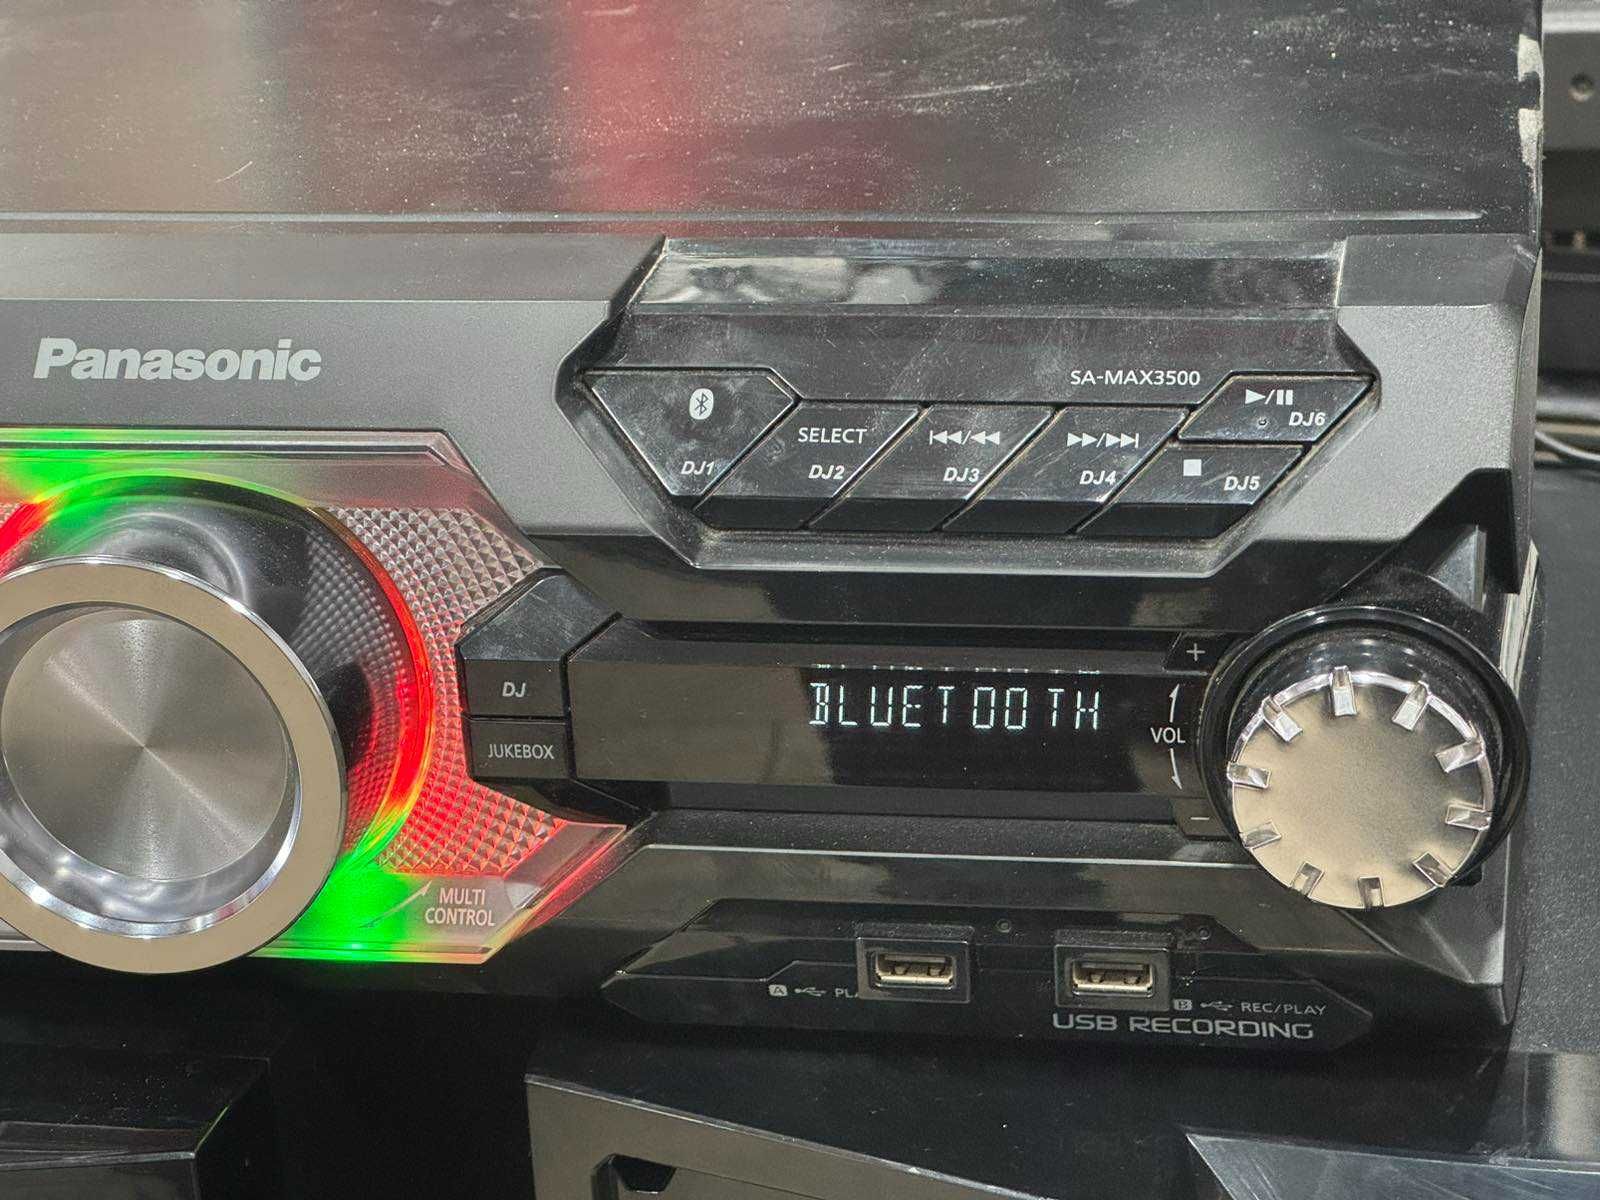 Panasonic
SA-MAX3500
DJ1
SELECT
DJ2
DJ3
DJ4
DJ6
DJ5
DJ
JUKEBOX
BLUETOOTH
+
VOL
-
MULTI
CONTROL
A
B REC/PLAY
USB RECORDING